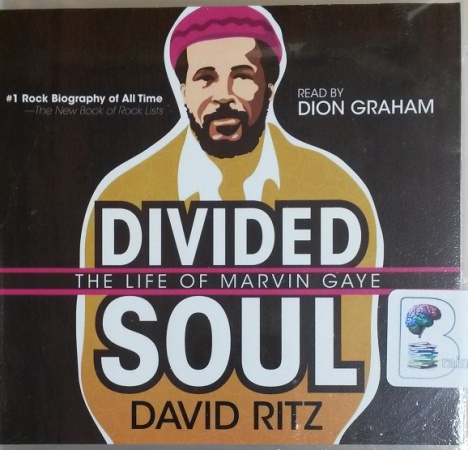 #1 Rock Biography of All Time
—The New Book of Rock Lists
READ BY
DION GRAHAM
DIVIDED
THE LIFE OF MARVIN GAYE
SOUL
DAVID RITZ
B
rain